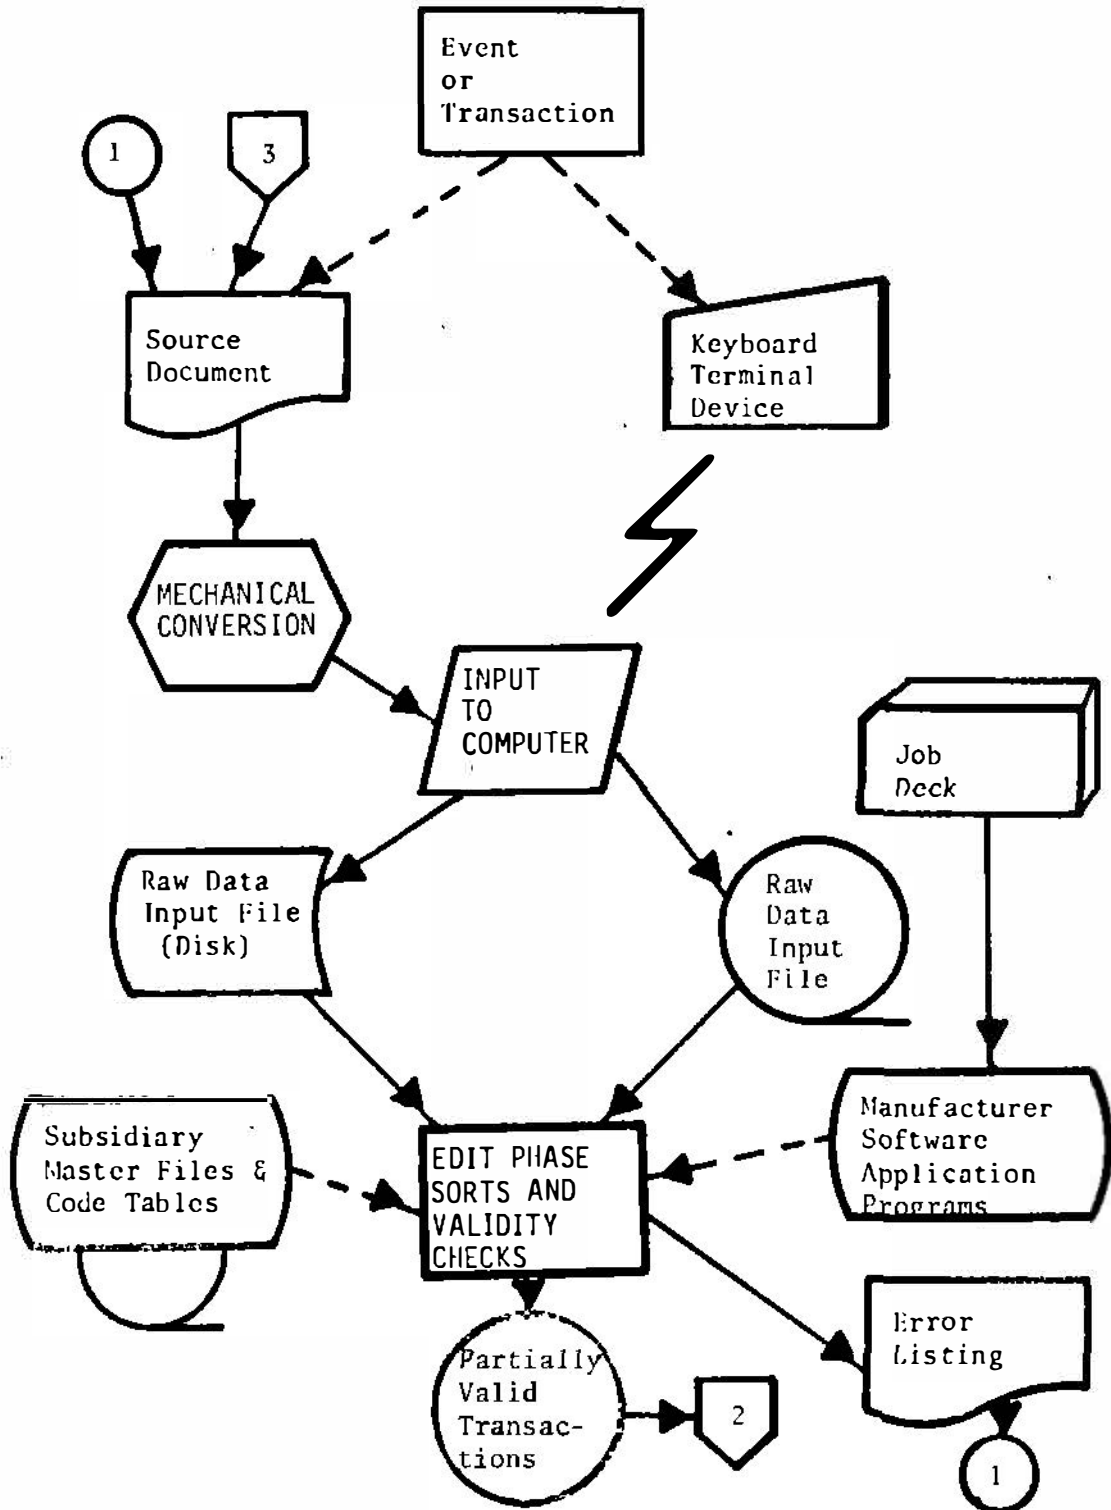 Event
or
Transaction
1
3
Source
Document
Keyboard
Terminal
Device
MECHANICAL
CONVERSION
INPUT
TO
COMPUTER
Job
Deck
Raw Data
Input File
(Disk)
Raw
Data
Input
File
Subsidiary
Master Files &
Code Tables
EDIT PHASE
SORTS AND
VALIDITY
CHECKS
Manufacturer
Software
Application
Programs
Error
Listing
Partially
Valid
Transac-
tions
2
1